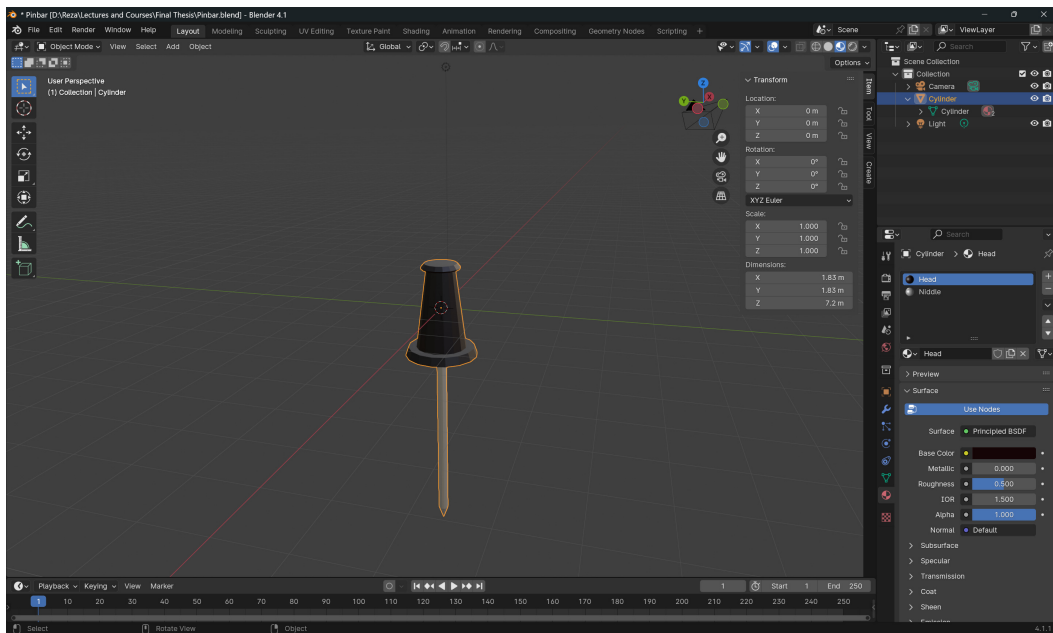 * Pinbar [D:\Reza\Lectures and Courses\Final Thesis\Pinbar.blend] - Blender 4.1
File Edit Render Window Help Layout Modeling Sculpting UV Editing Texture Paint Shading Animation Rendering Compositing Geometry Nodes Scripting + Scene ViewLayer
Object Mode View Select Add Object Global Search
Options
User Perspective
(1) Collection | Cylinder
Transform
Location:
X 0 m
Y 0 m
Z 0 m
Rotation:
X 0°
Y 0°
Z 0°
XYZ Euler
Scale:
X 1.000
Y 1.000
Z 1.000
Dimensions:
X 1.83 m
Y 1.83 m
Z 7.2 m
Item
Tool
View
Create
Z
Y
X
Scene Collection
Collection
Camera
Cylinder
Cylinder 2
Light
Search
Cylinder > Head
Head
Niddle
Head
Preview
Surface
Use Nodes
Surface Principled BSDF
Base Color
Metallic 0.000
Roughness 0.500
IOR 1.500
Alpha 1.000
Normal Default
Subsurface
Specular
Transmission
Coat
Sheen
Emission
Playback Keying View Marker 1 Start 1 End 250
1 10 20 30 40 50 60 70 80 90 100 110 120 130 140 150 160 170 180 190 200 210 220 230 240 250
Select Rotate View Object 4.1.1